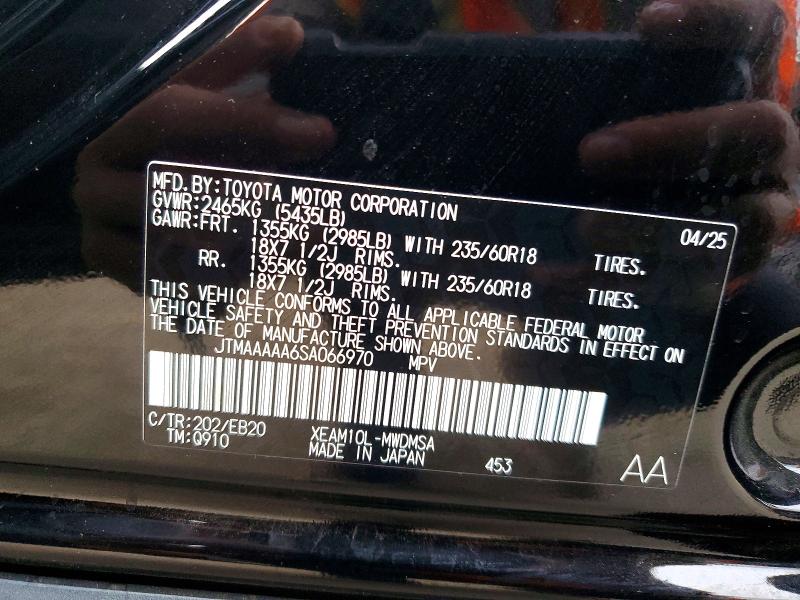 MFD.BY:TOYOTA MOTOR CORPORATION 04/25
GVWR:2465KG (5435LB)
GAWR:FRT. 1355KG (2985LB) WITH 235/60R18 TIRES.
18X7 1/2J RIMS.
RR. 1355KG (2985LB) WITH 235/60R18 TIRES.
18X7 1/2J RIMS.
THIS VEHICLE CONFORMS TO ALL APPLICABLE FEDERAL MOTOR
VEHICLE SAFETY AND THEFT PREVENTION STANDARDS IN EFFECT ON
THE DATE OF MANUFACTURE SHOWN ABOVE.
JTMAAAAA6SA066970 MPV
C/TR:202/EB20 XEAM10L-MWDMSA
TM:Q910 MADE IN JAPAN 453 AA